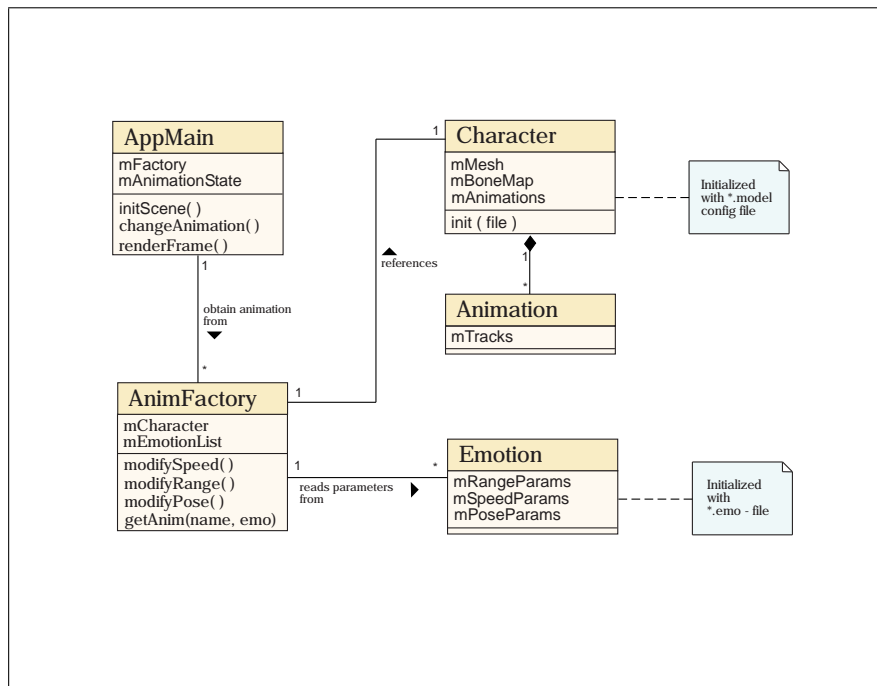 AppMain
mFactory
mAnimationState
initScene( )
changeAnimation( )
renderFrame( )
1
obtain animation
from
*
Character
mMesh
mBoneMap
mAnimations
init ( file )
1
Initialized
with *.model
config file
references
1
*
Animation
mTracks
AnimFactory
mCharacter
mEmotionList
modifySpeed( )
modifyRange( )
modifyPose( )
getAnim(name, emo)
1
1
*
reads parameters
from
Emotion
mRangeParams
mSpeedParams
mPoseParams
Initialized
with
*.emo - file